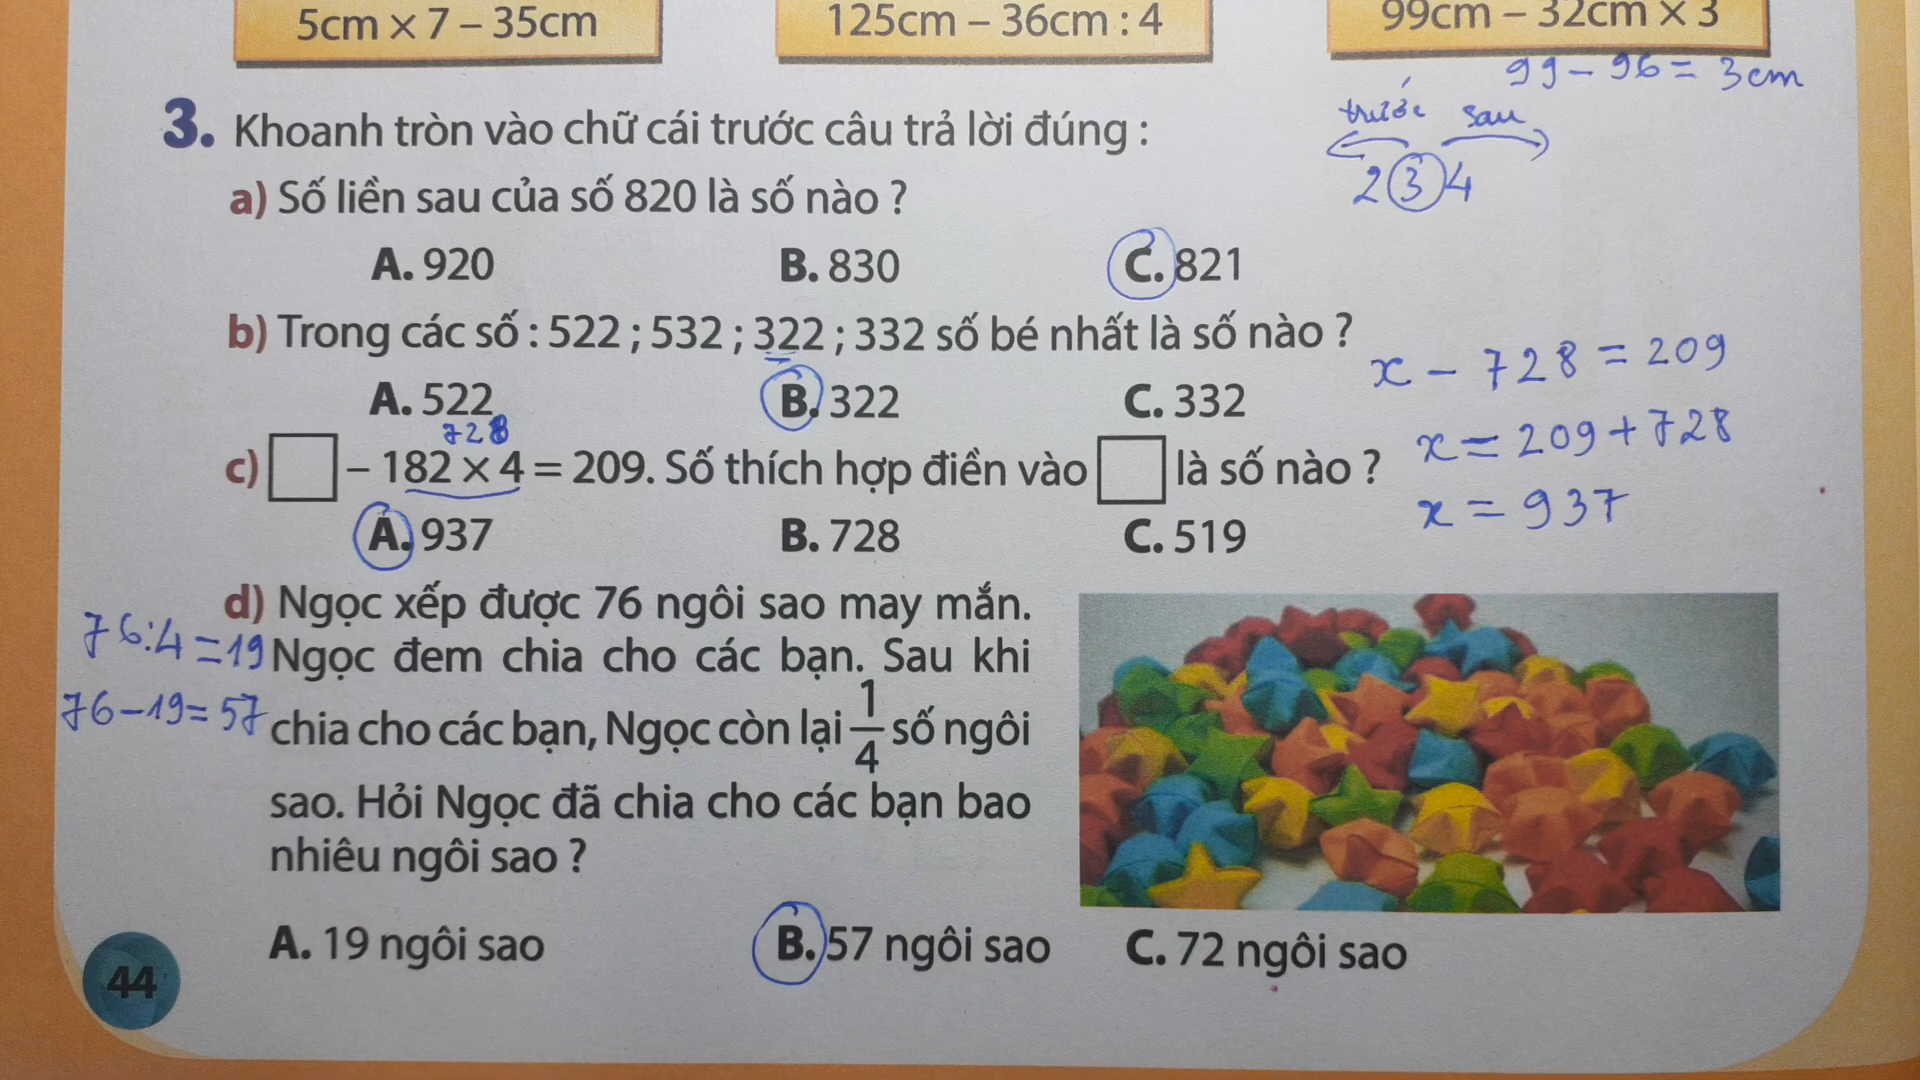 5cm × 7 – 35cm
125cm – 36cm : 4
99cm – 32cm × 3
99 – 96 = 3cm
3. Khoanh tròn vào chữ cái trước câu trả lời đúng :
trước sau
2 3 4
a) Số liền sau của số 820 là số nào ?
A. 920 B. 830 C. 821
b) Trong các số : 522 ; 532 ; 322 ; 332 số bé nhất là số nào ?
A. 522 B. 322 C. 332
x – 728 = 209
728
c) □ – 182 × 4 = 209. Số thích hợp điền vào □ là số nào ?
x = 209 + 728
A. 937 B. 728 C. 519
x = 937
d) Ngọc xếp được 76 ngôi sao may mắn.
76 : 4 = 19
Ngọc đem chia cho các bạn. Sau khi
76 – 19 = 57
chia cho các bạn, Ngọc còn lại 1/4 số ngôi
sao. Hỏi Ngọc đã chia cho các bạn bao
nhiêu ngôi sao ?
A. 19 ngôi sao B. 57 ngôi sao C. 72 ngôi sao
44